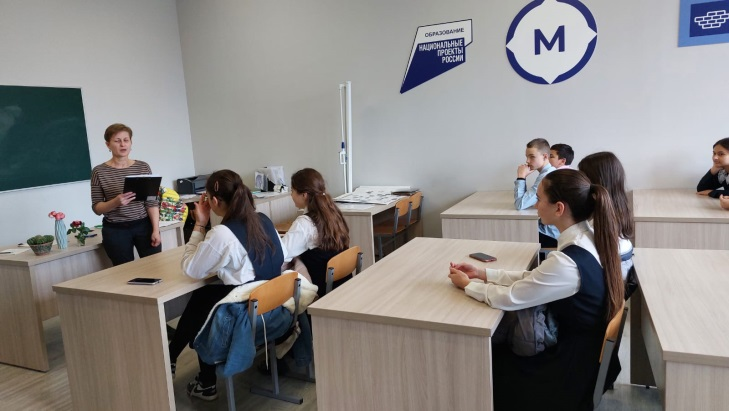 ОБРАЗОВАНИЕ
НАЦИОНАЛЬНЫЕ
ПРОЕКТЫ
РОССИИ
М